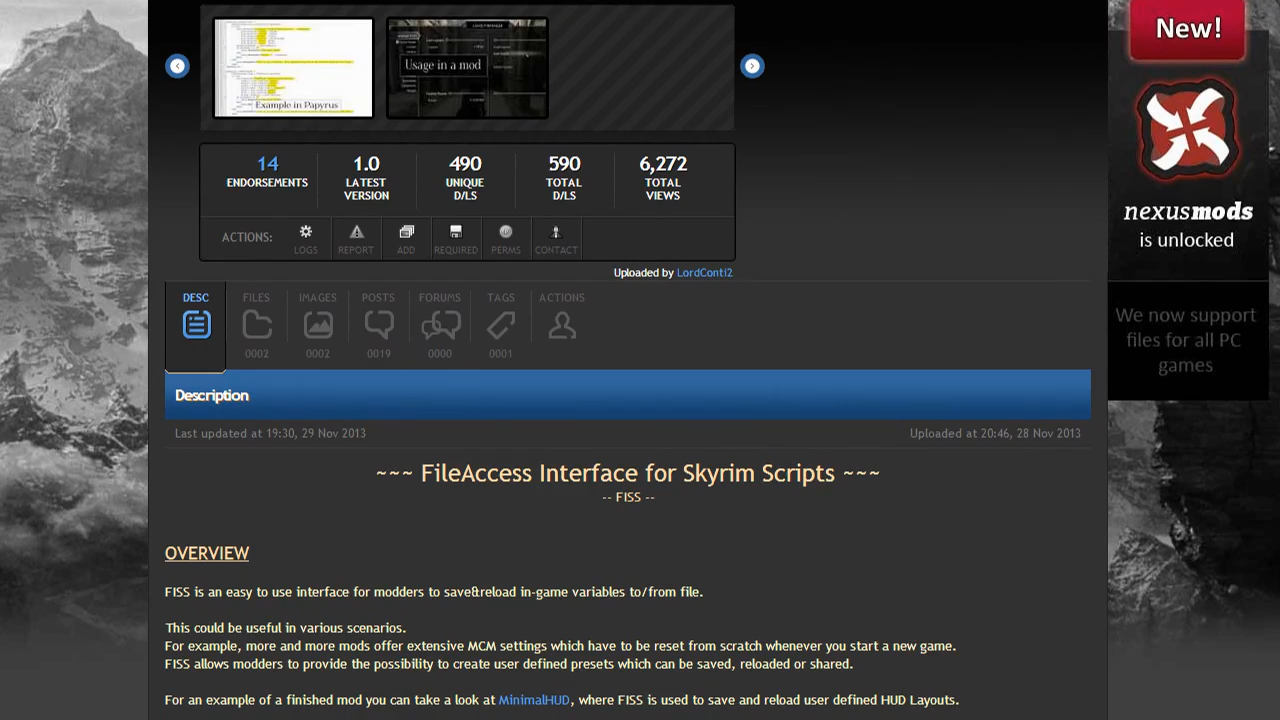 Example in Papyrus
Usage in a mod
14
ENDORSEMENTS
1.0
LATEST
VERSION
490
UNIQUE
D/LS
590
TOTAL
D/LS
6,272
TOTAL
VIEWS
ACTIONS:
LOGS
REPORT
ADD
REQUIRED
PERMS
CONTACT
Uploaded by LordConti2
DESC
FILES
0002
IMAGES
0002
POSTS
0019
FORUMS
0000
TAGS
0001
ACTIONS
Description
Last updated at 19:30, 29 Nov 2013
Uploaded at 20:46, 28 Nov 2013
~~~ FileAccess Interface for Skyrim Scripts ~~~
-- FISS --
OVERVIEW
FISS is an easy to use interface for modders to save&reload in-game variables to/from file.
This could be useful in various scenarios.
For example, more and more mods offer extensive MCM settings which have to be reset from scratch whenever you start a new game.
FISS allows modders to provide the possibility to create user defined presets which can be saved, reloaded or shared.
For an example of a finished mod you can take a look at MinimalHUD, where FISS is used to save and reload user defined HUD Layouts.
New!
nexusmods
is unlocked
We now support
files for all PC
games